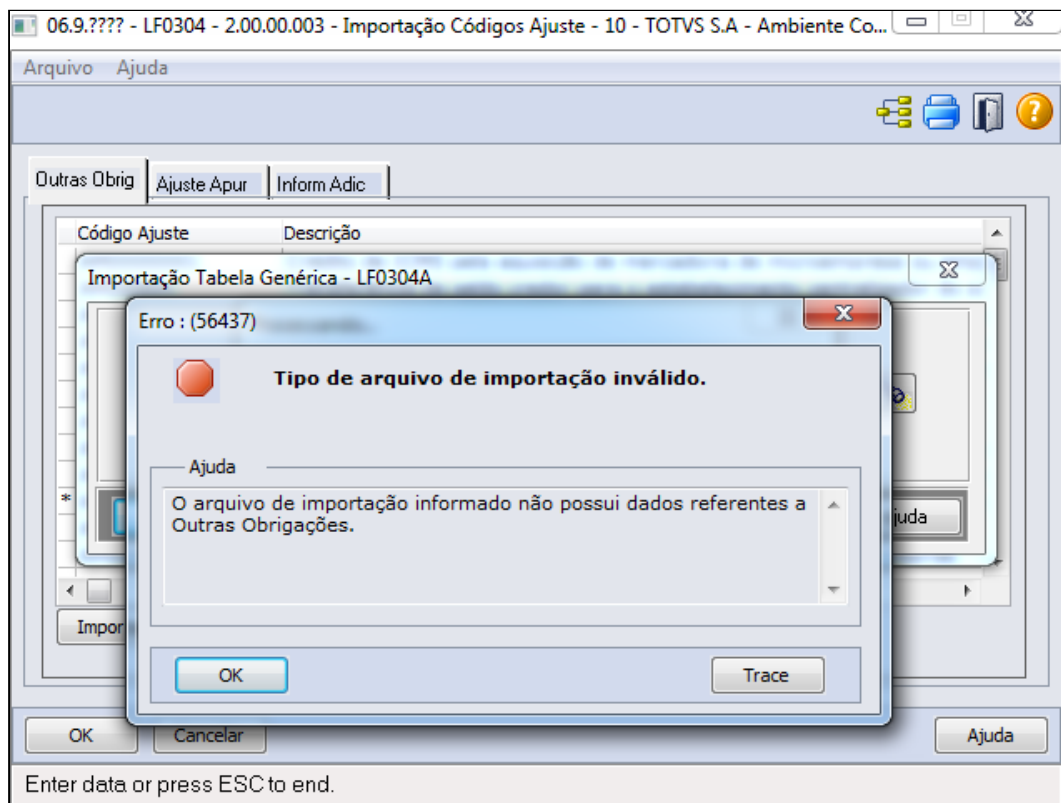 06.9.???? - LF0304 - 2.00.00.003 - Importação Códigos Ajuste - 10 - TOTVS S.A - Ambiente Co...
Arquivo Ajuda
Outras Obrig Ajuste Apur Inform Adic
Código Ajuste Descrição
Importação Tabela Genérica - LF0304A
Erro : (56437)
Tipo de arquivo de importação inválido.
Ajuda
O arquivo de importação informado não possui dados referentes a
Outras Obrigações.
*
juda
Impor
OK Trace
OK Cancelar Ajuda
Enter data or press ESC to end.